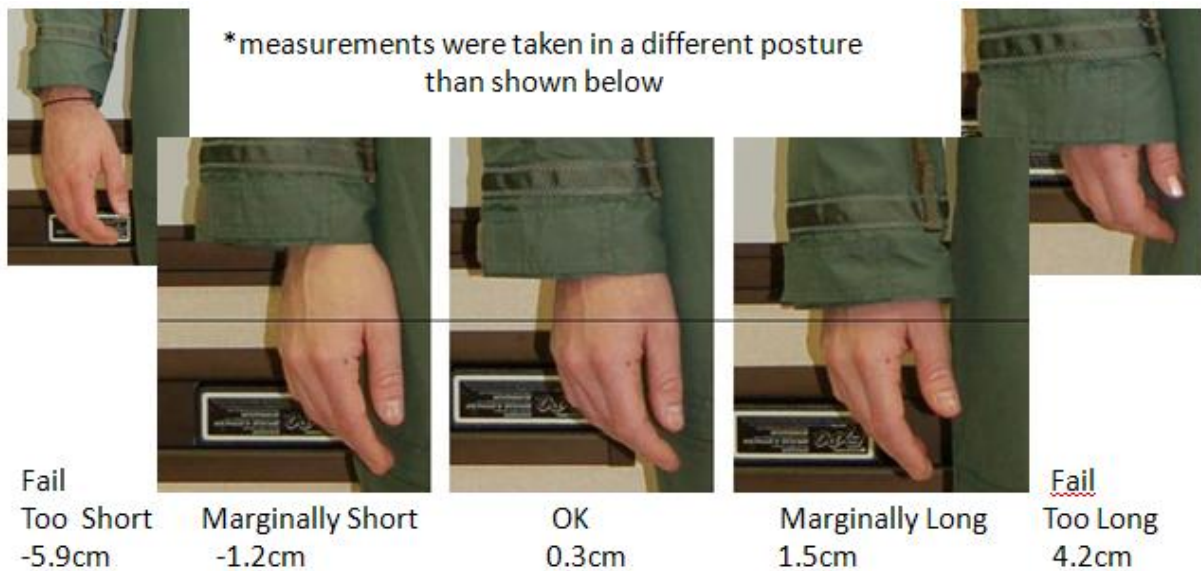 *measurements were taken in a different posture
than shown below
Fail
Too Short
-5.9cm
Marginally Short
-1.2cm
OK
0.3cm
Marginally Long
1.5cm
Fail
Too Long
4.2cm